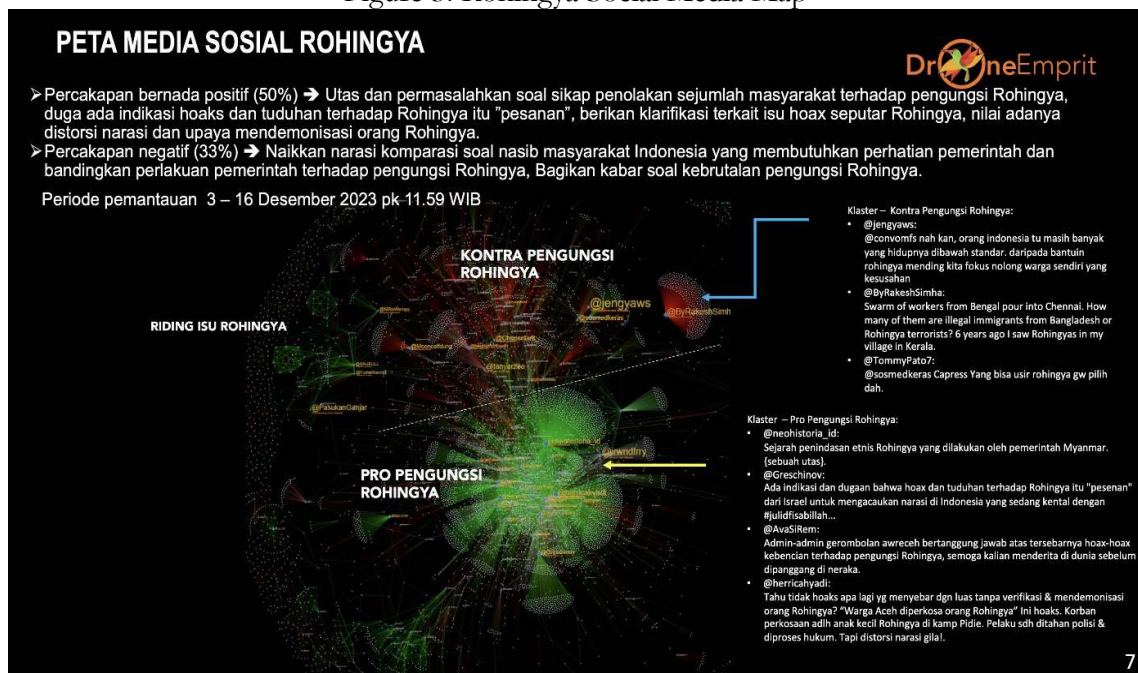 Figure 3. Rohingya Social Media Map
PETA MEDIA SOSIAL ROHINGYA
DroneEmprit
➢Percakapan bernada positif (50%) ➔ Utas dan permasalahkan soal sikap penolakan sejumlah masyarakat terhadap pengungsi Rohingya,
duga ada indikasi hoaks dan tuduhan terhadap Rohingya itu "pesanan", berikan klarifikasi terkait isu hoax seputar Rohingya, nilai adanya
distorsi narasi dan upaya mendemonisasi orang Rohingya.
➢Percakapan negatif (33%) ➔ Naikkan narasi komparasi soal nasib masyarakat Indonesia yang membutuhkan perhatian pemerintah dan
bandingkan perlakuan pemerintah terhadap pengungsi Rohingya, Bagikan kabar soal kebrutalan pengungsi Rohingya.
Periode pemantauan 3 – 16 Desember 2023 pk 11.59 WIB
KONTRA PENGUNGSI
ROHINGYA
RIDING ISU ROHINGYA
@jengyaws
@ByRakeshSimh
@PasukanGanjar
PRO PENGUNGSI
ROHINGYA
Klaster – Kontra Pengungsi Rohingya:
• @jengyaws:
@convomfs nah kan, orang indonesia tu masih banyak
yang hidupnya dibawah standar. daripada bantuin
rohingya mending kita fokus nolong warga sendiri yang
kesusahan
• @ByRakeshSimha:
Swarm of workers from Bengal pour into Chennai. How
many of them are illegal immigrants from Bangladesh or
Rohingya terrorists? 6 years ago I saw Rohingyas in my
village in Kerala.
• @TommyPato7:
@sosmedkeras Capress Yang bisa usir rohingya gw pilih
dah.
Klaster – Pro Pengungsi Rohingya:
• @neohistoria_id:
Sejarah penindasan etnis Rohingya yang dilakukan oleh pemerintah Myanmar.
{sebuah utas}.
• @Greschinov:
Ada indikasi dan dugaan bahwa hoax dan tuduhan terhadap Rohingya itu "pesenan"
dari Israel untuk mengacaukan narasi di Indonesia yang sedang kental dengan
#julidfisabillah...
• @AvaSiRem:
Admin-admin gerombolan awreceh bertanggung jawab atas tersebarnya hoax-hoax
kebencian terhadap pengungsi Rohingya, semoga kalian menderita di dunia sebelum
dipanggang di neraka.
• @herricahyadi:
Tahu tidak hoaks apa lagi yg menyebar dgn luas tanpa verifikasi & mendemonisasi
orang Rohingya? "Warga Aceh diperkosa orang Rohingya" Ini hoaks. Korban
perkosaan adlh anak kecil Rohingya di kamp Pidie. Pelaku sdh ditahan polisi &
diproses hukum. Tapi distorsi narasi gila!.
7